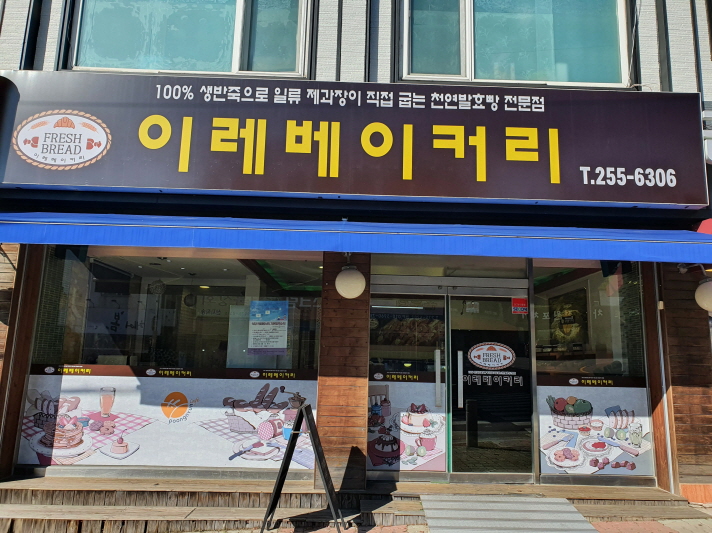 100% 생반죽으로 일류 제과장이 직접 굽는 천연발효빵 전문점
FRESH
BREAD
이레베이커리
이레베이커리
T.255-6306
FRESH
BREAD
이레베이커리
이레베이커리
이레베이커리
이레베이커리